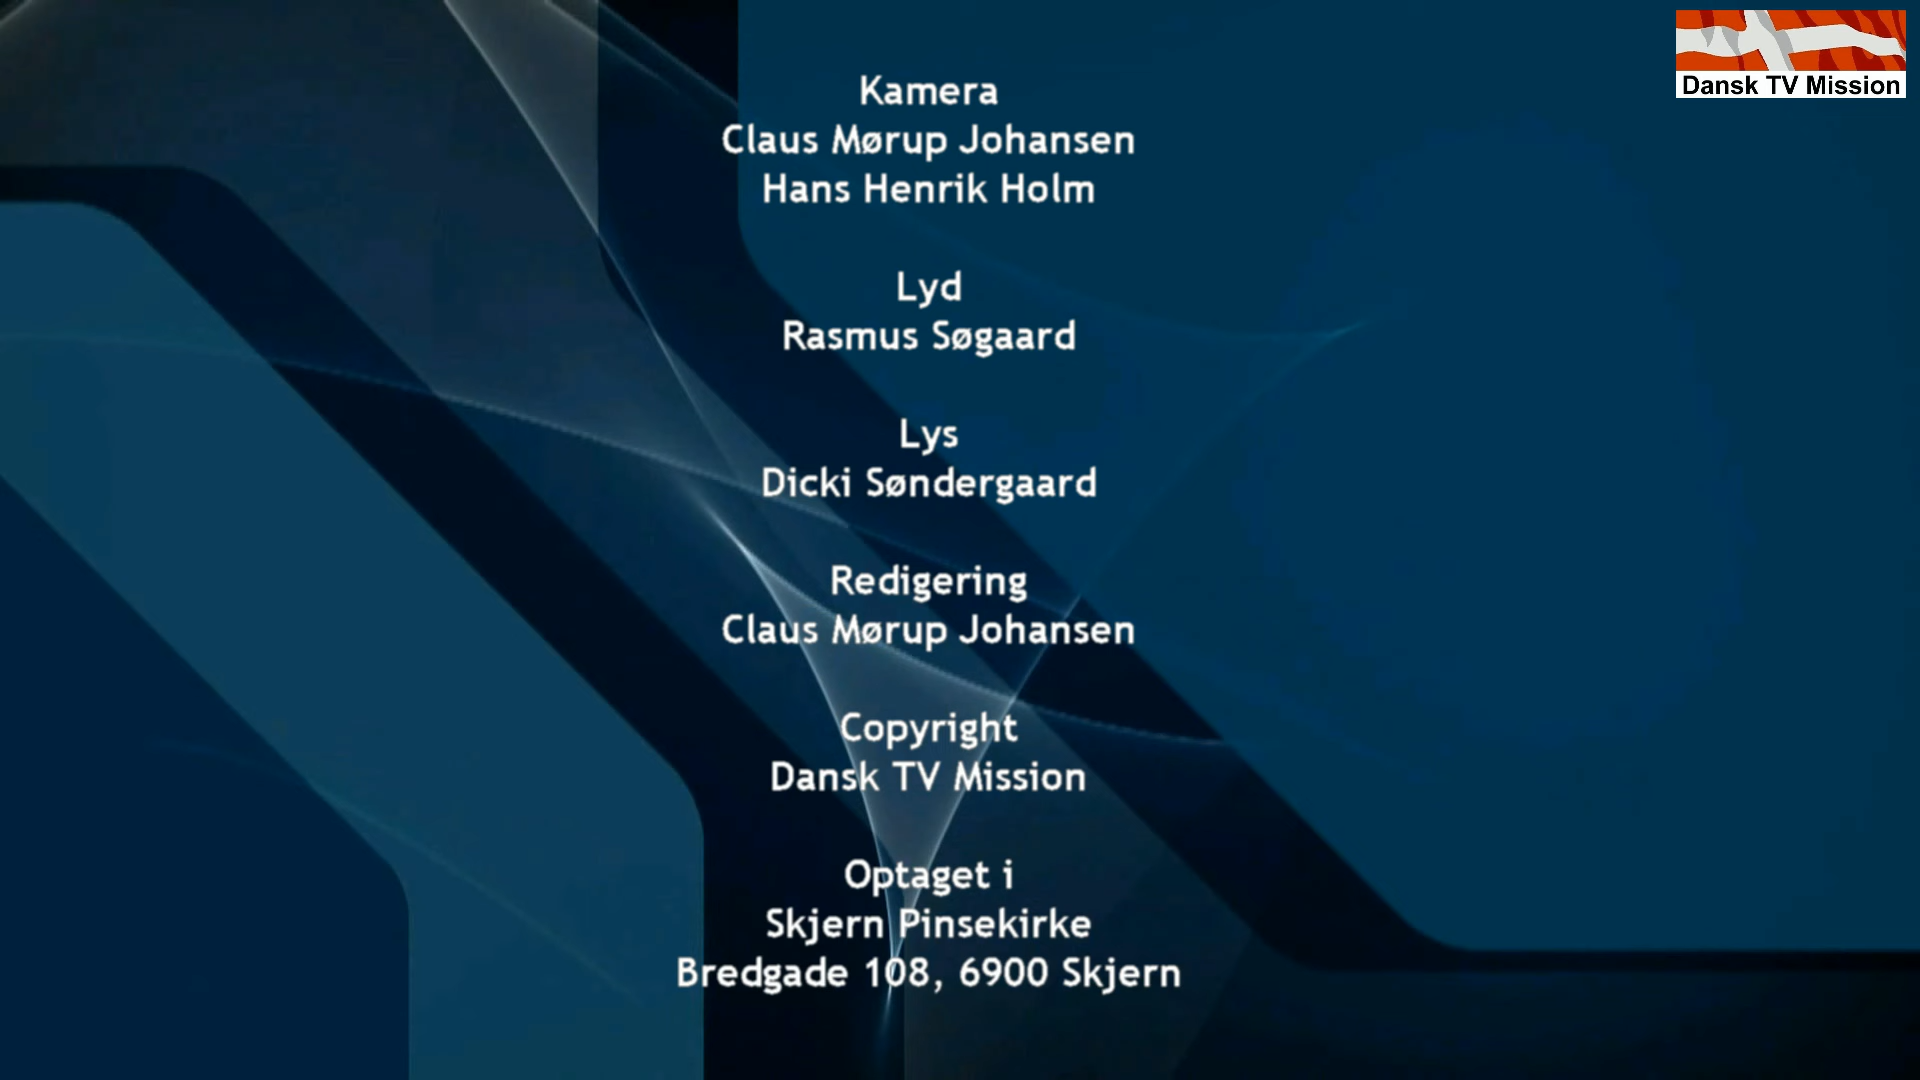 Dansk TV Mission
Kamera
Claus Mørup Johansen
Hans Henrik Holm
Lyd
Rasmus Søgaard
Lys
Dicki Søndergaard
Redigering
Claus Mørup Johansen
Copyright
Dansk TV Mission
Optaget i
Skjern Pinsekirke
Bredgade 108, 6900 Skjern